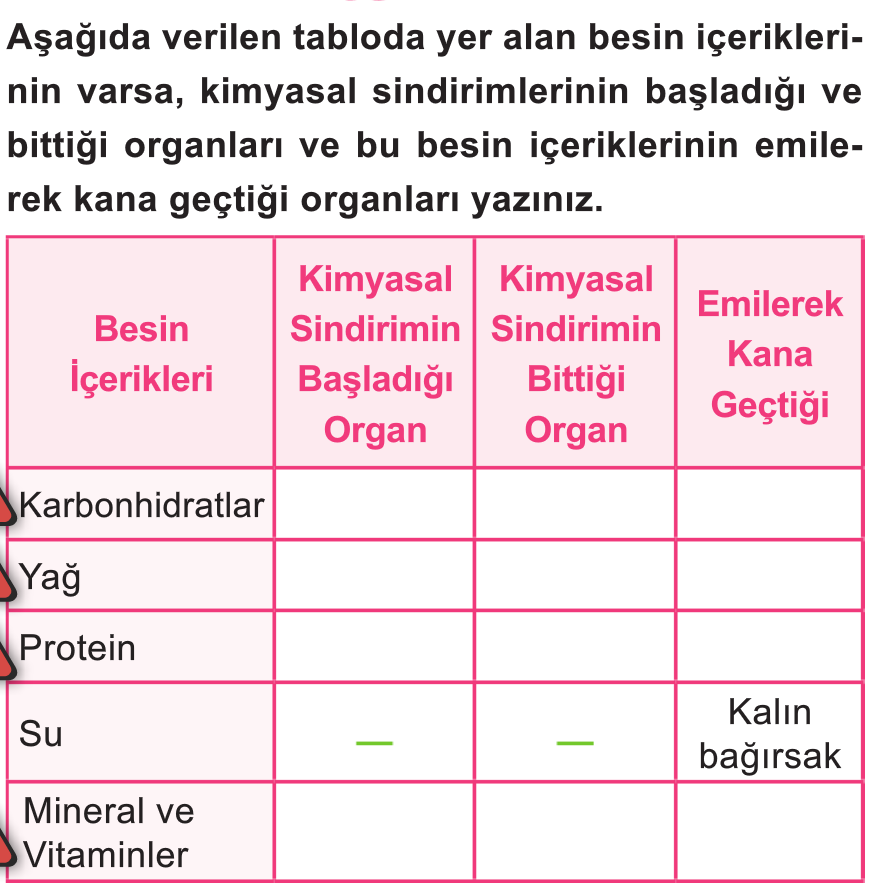 Aşağıda verilen tabloda yer alan besin içerikleri-
nin varsa, kimyasal sindirimlerinin başladığı ve
bittiği organları ve bu besin içeriklerinin emile-
rek kana geçtiği organları yazınız.
Besin
İçerikleri
Kimyasal
Sindirimin
Başladığı
Organ
Kimyasal
Sindirimin
Bittiği
Organ
Emilerek
Kana
Geçtiği
Karbonhidratlar
Yağ
Protein
Su
—
—
Kalın
bağırsak
Mineral ve
Vitaminler